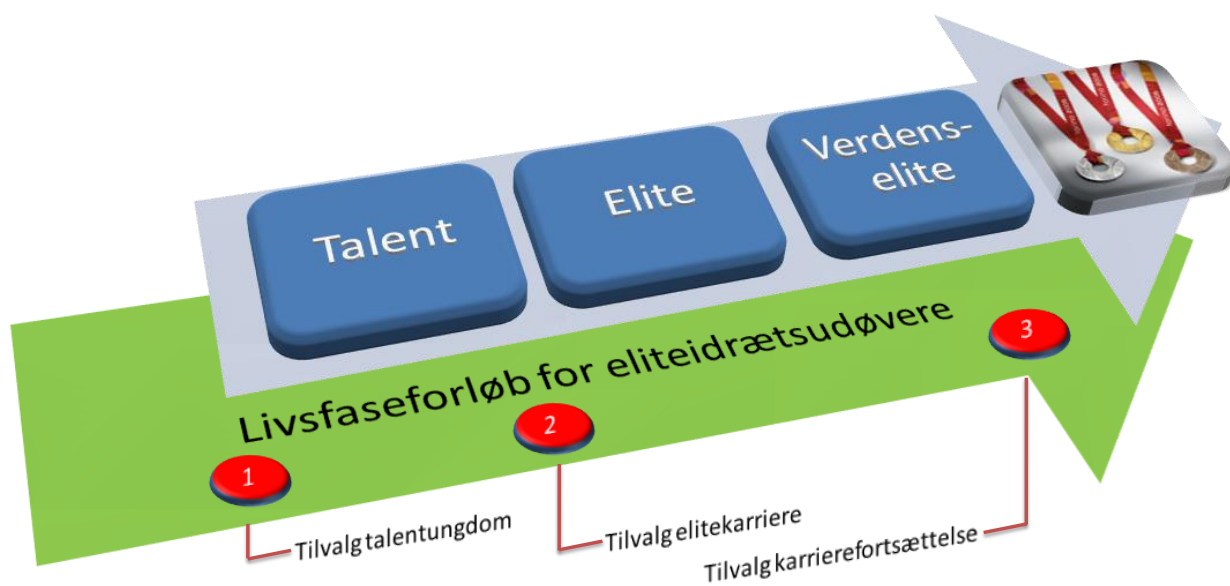 Talent
Elite
Verdens-
elite
Livsfaseforløb for eliteidrætsudøvere
1
2
3
Tilvalg talentungdom
Tilvalg elitekarriere
Tilvalg karrierefortsættelse